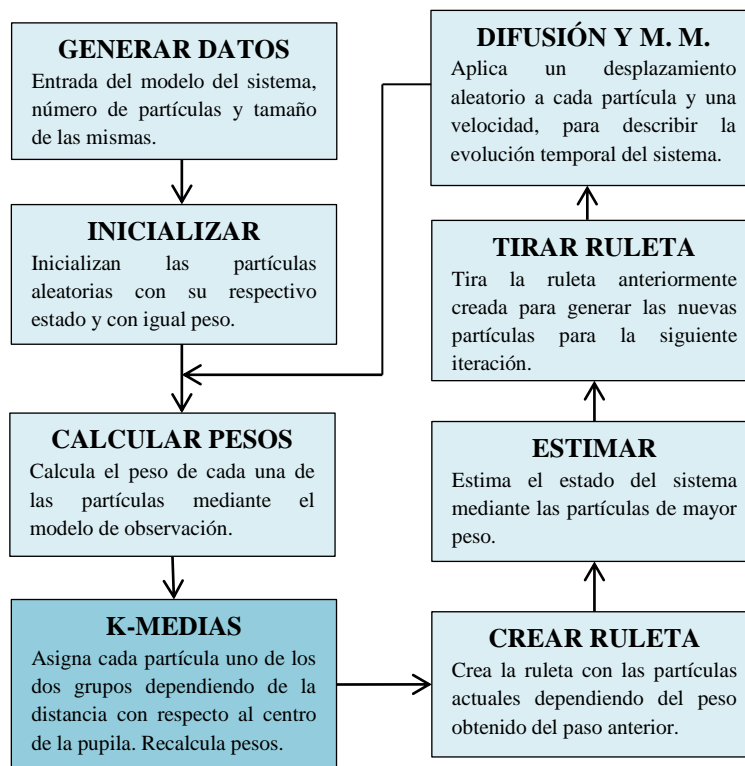 GENERAR DATOS
Entrada del modelo del sistema,
número de partículas y tamaño
de las mismas.
INICIALIZAR
Inicializan las partículas
aleatorias con su respectivo
estado y con igual peso.
CALCULAR PESOS
Calcula el peso de cada una de
las partículas mediante el
modelo de observación.
K-MEDIAS
Asigna cada partícula uno de los
dos grupos dependiendo de la
distancia con respecto al centro
de la pupila. Recalcula pesos.
CREAR RULETA
Crea la ruleta con las partículas
actuales dependiendo del peso
obtenido del paso anterior.
ESTIMAR
Estima el estado del sistema
mediante las partículas de mayor
peso.
TIRAR RULETA
Tira la ruleta anteriormente
creada para generar las nuevas
partículas para la siguiente
iteración.
DIFUSIÓN Y M. M.
Aplica un desplazamiento
aleatorio a cada partícula y una
velocidad, para describir la
evolución temporal del sistema.